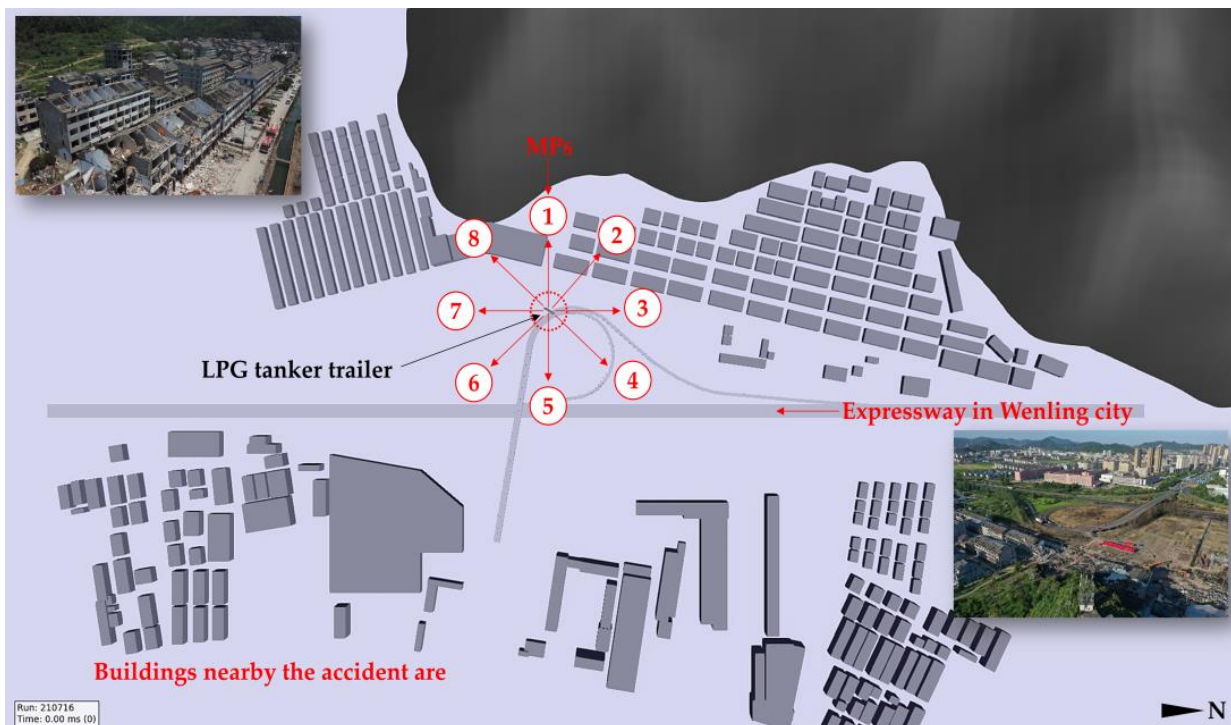 MPs
1
2
3
4
5
6
7
8
LPG tanker trailer
Expressway in Wenling city
Buildings nearby the accident are
Run: 210716
Time: 0.00 ms (0)
N